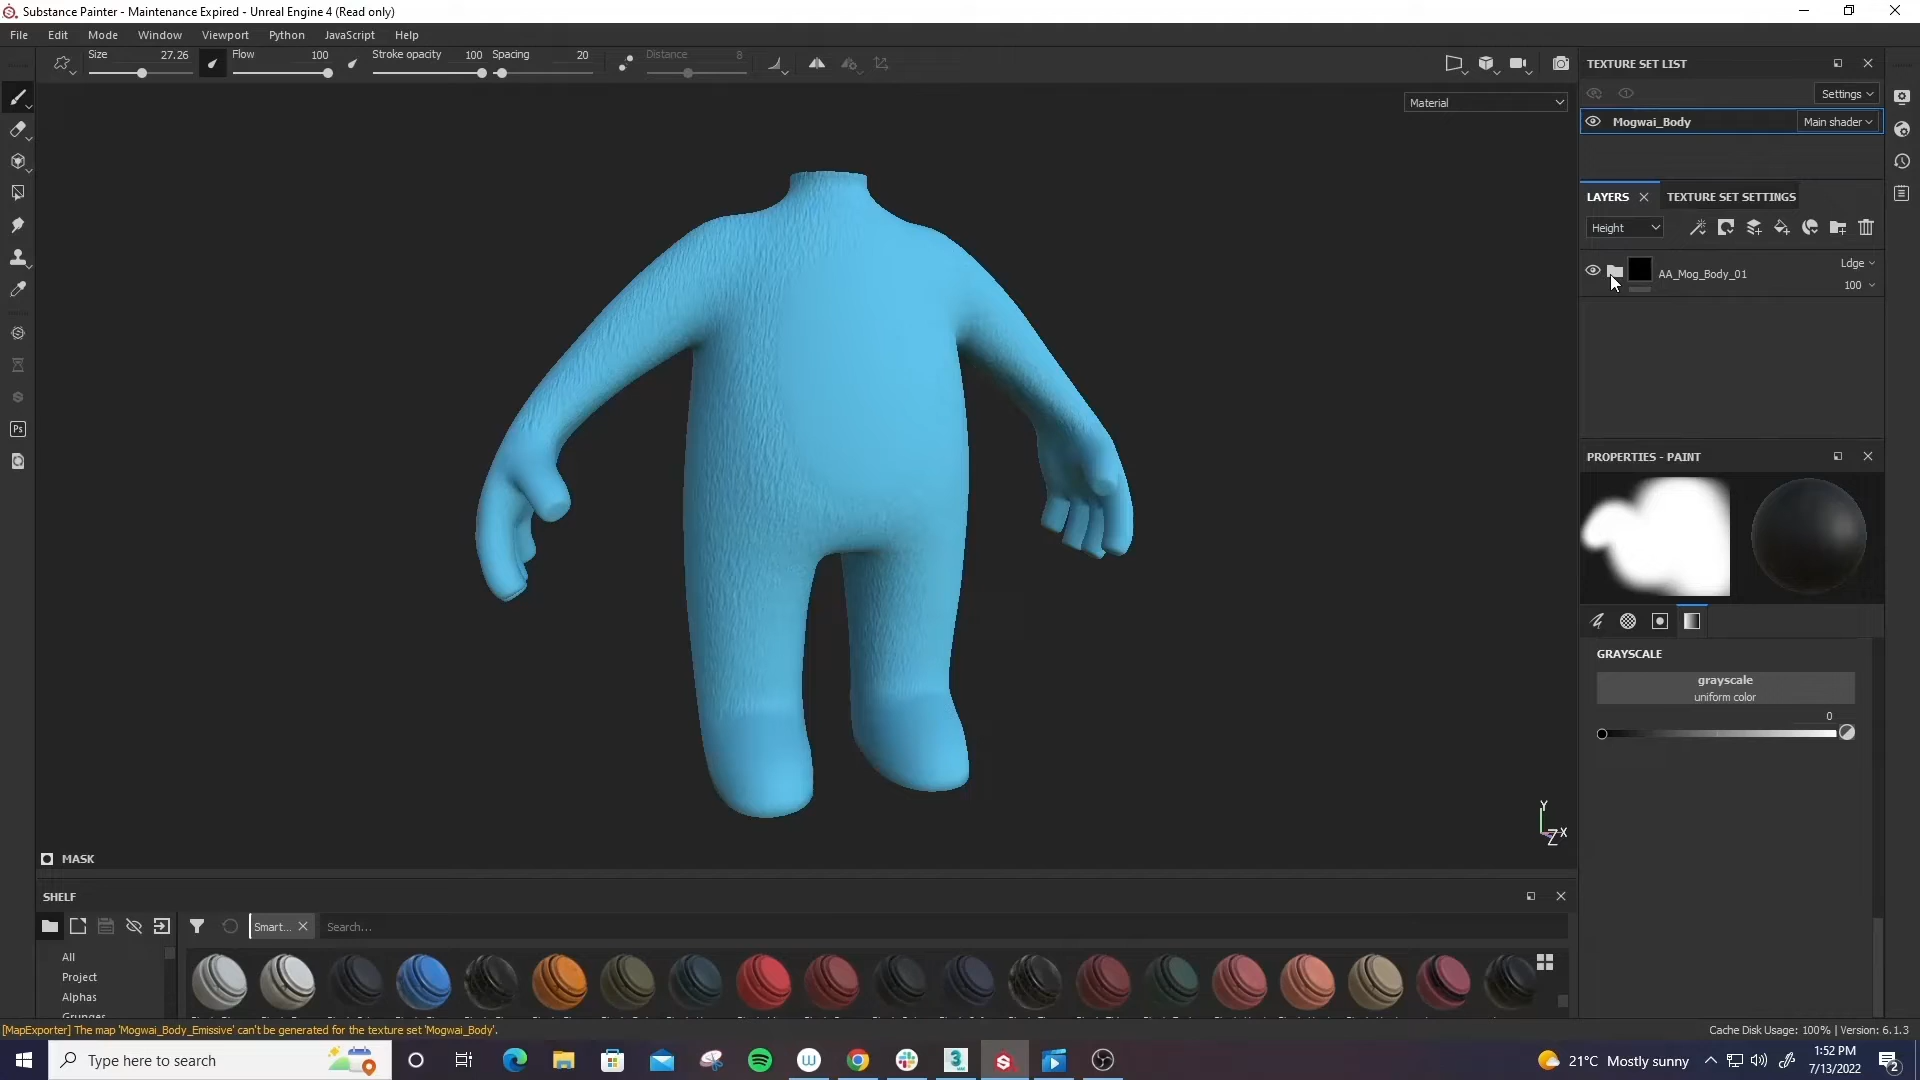 Substance Painter - Maintenance Expired - Unreal Engine 4 (Read only)
File Edit Mode Window Viewport Python JavaScript Help
Size 27.26 Flow 100 Stroke opacity 100 Spacing 20 Distance 8
Material
TEXTURE SET LIST
Settings
Mogwai_Body Main shader
LAYERS TEXTURE SET SETTINGS
Height
AA_Mog_Body_01 Ldge
100
PROPERTIES - PAINT
GRAYSCALE
grayscale
uniform color
0
Y
X
Z
MASK
SHELF
Smart... Search...
All
Project
Alphas
Grunges
[MapExporter] The map 'Mogwai_Body_Emissive' can't be generated for the texture set 'Mogwai_Body'.
Cache Disk Usage: 100% | Version: 6.1.3
Type here to search
21°C Mostly sunny
1:52 PM
7/13/2022
2
Ps